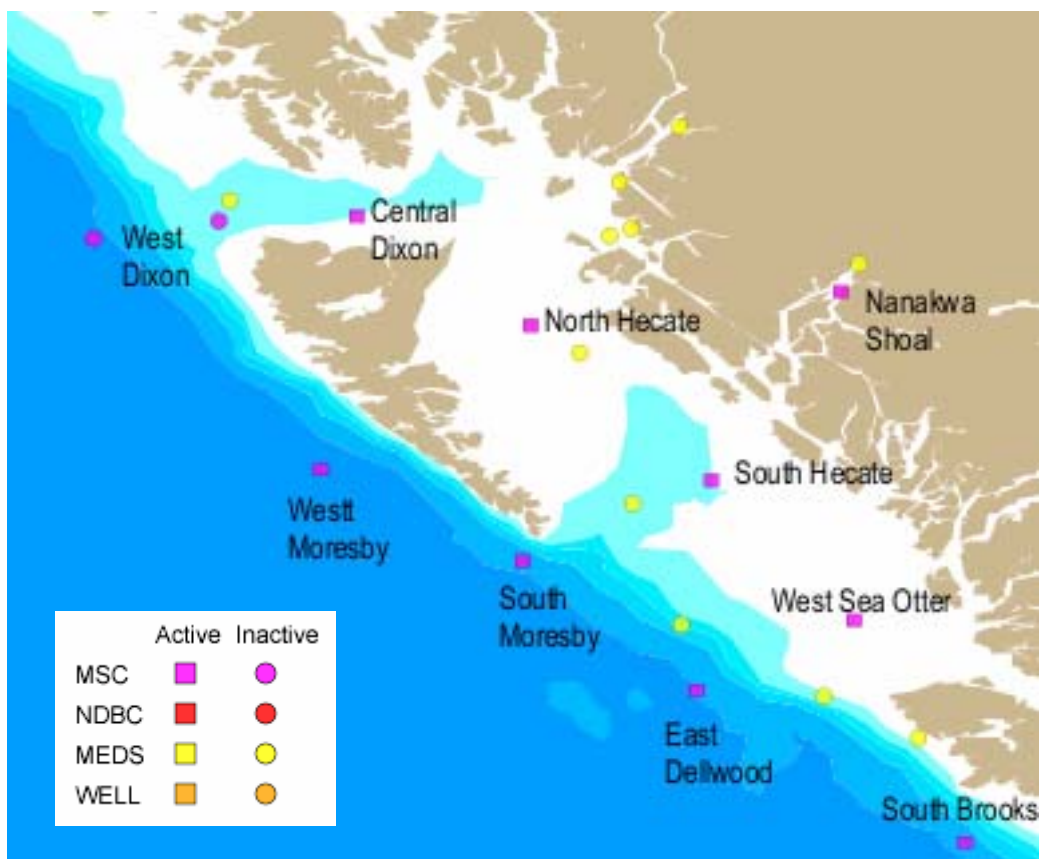 Central
Dixon
West
Dixon
Nanakwa
Shoal
North Hecate
South Hecate
Westt
Moresby
South
Moresby
West Sea Otter
East
Dellwood
South Brooks
Active Inactive
MSC
NDBC
MEDS
WELL